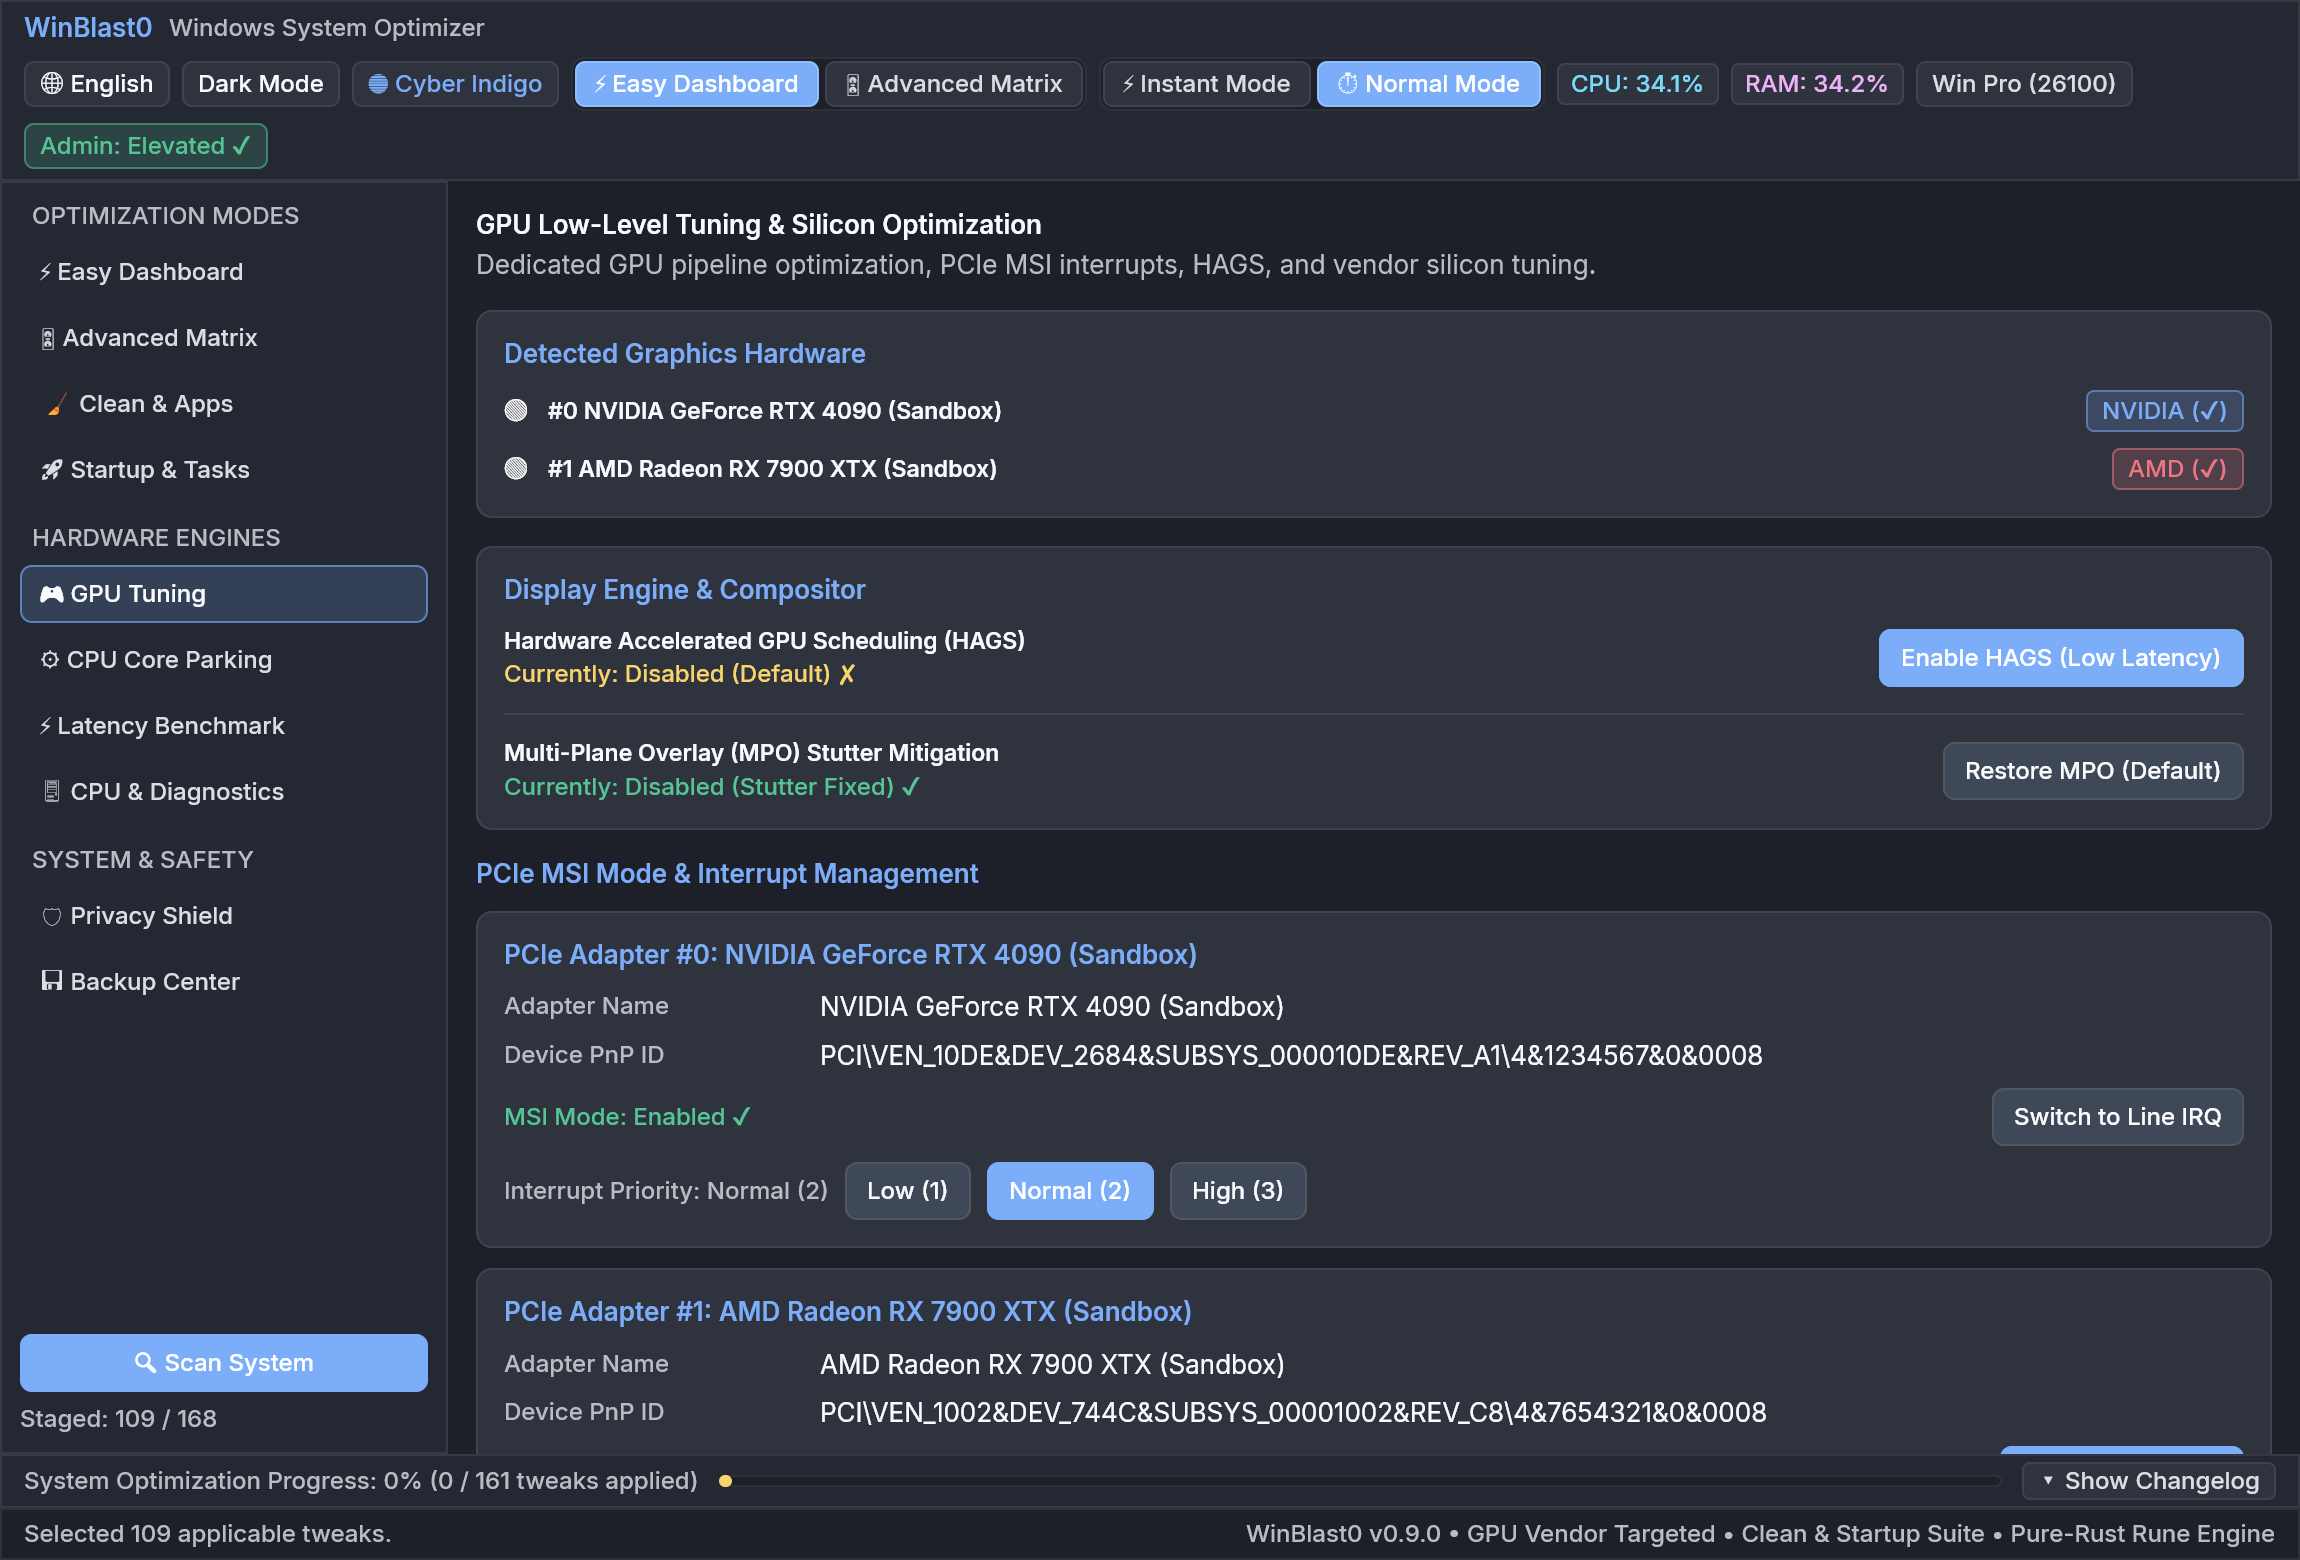 WinBlast0 Windows System Optimizer
English Dark Mode Cyber Indigo ⚡Easy Dashboard Advanced Matrix ⚡Instant Mode ⏱ Normal Mode CPU: 34.1% RAM: 34.2% Win Pro (26100)
Admin: Elevated ✓
OPTIMIZATION MODES
⚡Easy Dashboard
Advanced Matrix
Clean & Apps
Startup & Tasks
HARDWARE ENGINES
GPU Tuning
CPU Core Parking
⚡Latency Benchmark
CPU & Diagnostics
SYSTEM & SAFETY
Privacy Shield
Backup Center
Scan System
Staged: 109 / 168
GPU Low-Level Tuning & Silicon Optimization
Dedicated GPU pipeline optimization, PCIe MSI interrupts, HAGS, and vendor silicon tuning.
Detected Graphics Hardware
#0 NVIDIA GeForce RTX 4090 (Sandbox) NVIDIA (✓)
#1 AMD Radeon RX 7900 XTX (Sandbox) AMD (✓)
Display Engine & Compositor
Hardware Accelerated GPU Scheduling (HAGS)
Currently: Disabled (Default) ✗
Enable HAGS (Low Latency)
Multi-Plane Overlay (MPO) Stutter Mitigation
Currently: Disabled (Stutter Fixed) ✓
Restore MPO (Default)
PCIe MSI Mode & Interrupt Management
PCIe Adapter #0: NVIDIA GeForce RTX 4090 (Sandbox)
Adapter Name NVIDIA GeForce RTX 4090 (Sandbox)
Device PnP ID PCI\VEN_10DE&DEV_2684&SUBSYS_000010DE&REV_A1\4&1234567&0&0008
MSI Mode: Enabled ✓ Switch to Line IRQ
Interrupt Priority: Normal (2) Low (1) Normal (2) High (3)
PCIe Adapter #1: AMD Radeon RX 7900 XTX (Sandbox)
Adapter Name AMD Radeon RX 7900 XTX (Sandbox)
Device PnP ID PCI\VEN_1002&DEV_744C&SUBSYS_00001002&REV_C8\4&7654321&0&0008
System Optimization Progress: 0% (0 / 161 tweaks applied) ▼ Show Changelog
Selected 109 applicable tweaks. WinBlast0 v0.9.0 • GPU Vendor Targeted • Clean & Startup Suite • Pure-Rust Rune Engine